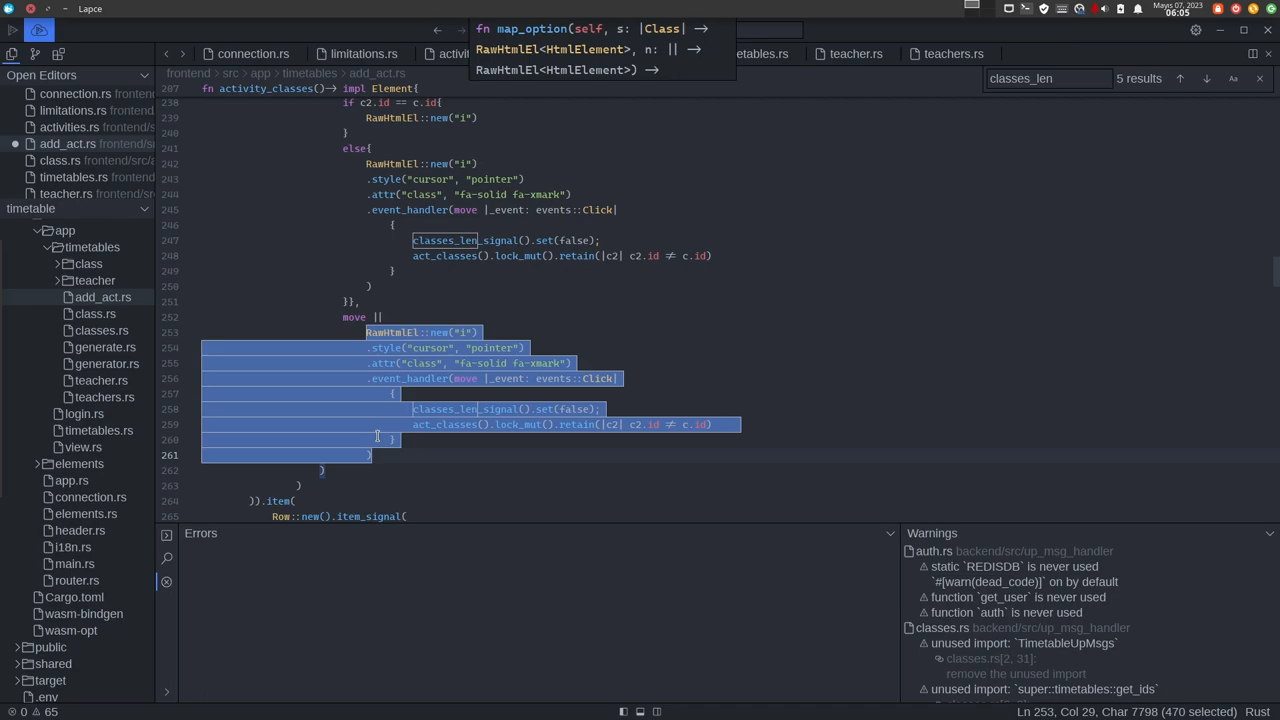 Lapce
Mayıs 07, 2023
06:05
fn map_option(self, s: |Class| ->
RawHtmlEl<HtmlElement>, n: || ->
RawHtmlEl<HtmlElement>) ->
connection.rs
limitations.rs
teacher.rs
teachers.rs
Open Editors
connection.rs frontend/
limitations.rs frontend/
activities.rs frontend/s
add_act.rs frontend/sr
class.rs frontend/src/a
timetables.rs frontend/
teacher.rs frontend/sr
timetable
app
timetables
class
teacher
add_act.rs
class.rs
classes.rs
generate.rs
generator.rs
teacher.rs
teachers.rs
login.rs
timetables.rs
view.rs
elements
app.rs
connection.rs
elements.rs
header.rs
i18n.rs
main.rs
router.rs
Cargo.toml
wasm-bindgen
wasm-opt
public
shared
target
.env
frontend > src > app > timetables > add_act.rs
classes_len
5 results
Aa
207 fn activity_classes()-> impl Element{
238 if c2.id == c.id{
239 RawHtmlEl::new("i")
240 }
241 else{
242 RawHtmlEl::new("i")
243 .style("cursor", "pointer")
244 .attr("class", "fa-solid fa-xmark")
245 .event_handler(move |_event: events::Click|
246 {
247 classes_len_signal().set(false);
248 act_classes().lock_mut().retain(|c2| c2.id ≠ c.id)
249 }
250 )
251 }},
252 move ||
253 RawHtmlEl::new("i")
254 .style("cursor", "pointer")
255 .attr("class", "fa-solid fa-xmark")
256 .event_handler(move |_event: events::Click|
257 {
258 classes_len_signal().set(false);
259 act_classes().lock_mut().retain(|c2| c2.id ≠ c.id)
260 }
261 )
262 )
263 )
264 )).item(
265 Row::new().item_signal(
Errors
Warnings
auth.rs backend/src/up_msg_handler
static `REDISDB` is never used
`#[warn(dead_code)]` on by default
function `get_user` is never used
function `auth` is never used
classes.rs backend/src/up_msg_handler
unused import: `TimetableUpMsgs`
classes.rs[2, 31]:
remove the unused import
unused import: `super::timetables::get_ids`
0 65
Ln 253, Col 29, Char 7798 (470 selected) Rust